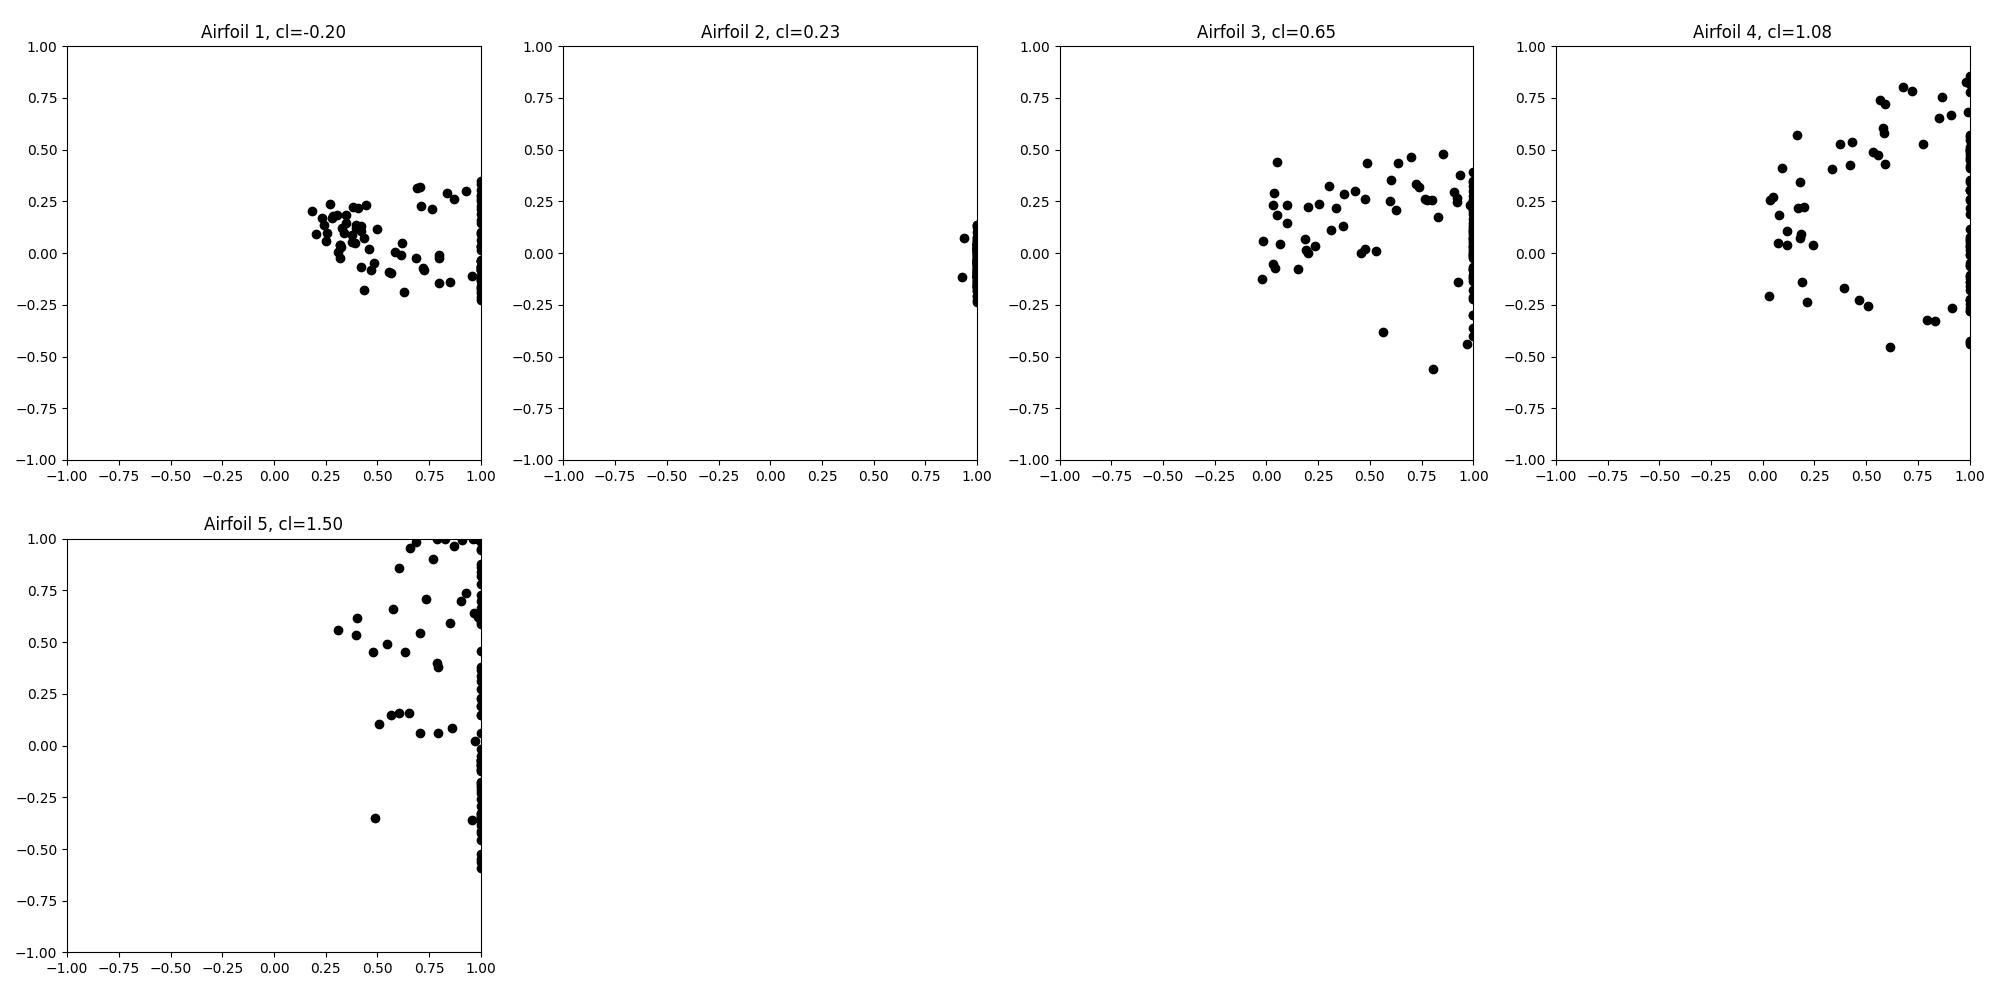 Airfoil 1, cl=-0.20
Airfoil 2, cl=0.23
Airfoil 3, cl=0.65
Airfoil 4, cl=1.08
1.00 1.00 1.00 1.00
0.75 0.75 0.75 0.75
0.50 0.50 0.50 0.50
0.25 0.25 0.25 0.25
0.00 0.00 0.00 0.00
−0.25 −0.25 −0.25 −0.25
−0.50 −0.50 −0.50 −0.50
−0.75 −0.75 −0.75 −0.75
−1.00 −1.00 −1.00 −1.00
−1.00 −0.75 −0.50 −0.25 0.00 0.25 0.50 0.75 1.00
−1.00 −0.75 −0.50 −0.25 0.00 0.25 0.50 0.75 1.00
−1.00 −0.75 −0.50 −0.25 0.00 0.25 0.50 0.75 1.00
−1.00 −0.75 −0.50 −0.25 0.00 0.25 0.50 0.75 1.00
Airfoil 5, cl=1.50
1.00
0.75
0.50
0.25
0.00
−0.25
−0.50
−0.75
−1.00
−1.00 −0.75 −0.50 −0.25 0.00 0.25 0.50 0.75 1.00